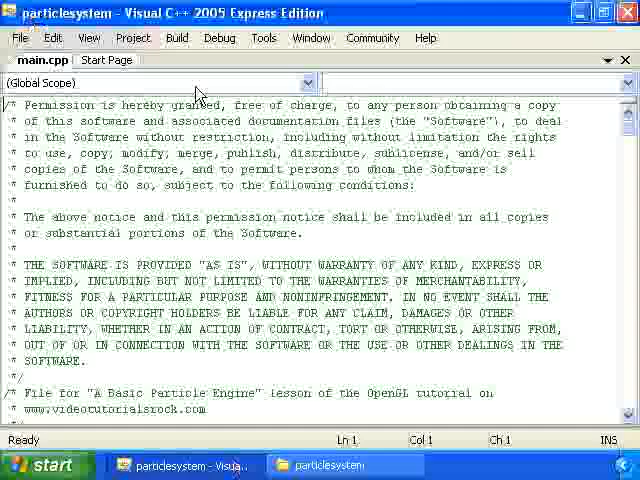 particlesystem - Visual C++ 2005 Express Edition
File Edit View Project Build Debug Tools Window Community Help
main.cpp Start Page
(Global Scope)
/* Permission is hereby granted, free of charge, to any person obtaining a copy
* of this software and associated documentation files (the "Software"), to deal
* in the Software without restriction, including without limitation the rights
* to use, copy, modify, merge, publish, distribute, sublicense, and/or sell
* copies of the Software, and to permit persons to whom the Software is
* furnished to do so, subject to the following conditions:
*
* The above notice and this permission notice shall be included in all copies
* or substantial portions of the Software.
*
* THE SOFTWARE IS PROVIDED "AS IS", WITHOUT WARRANTY OF ANY KIND, EXPRESS OR
* IMPLIED, INCLUDING BUT NOT LIMITED TO THE WARRANTIES OF MERCHANTABILITY,
* FITNESS FOR A PARTICULAR PURPOSE AND NONINFRINGEMENT. IN NO EVENT SHALL THE
* AUTHORS OR COPYRIGHT HOLDERS BE LIABLE FOR ANY CLAIM, DAMAGES OR OTHER
* LIABILITY, WHETHER IN AN ACTION OF CONTRACT, TORT OR OTHERWISE, ARISING FROM,
* OUT OF OR IN CONNECTION WITH THE SOFTWARE OR THE USE OR OTHER DEALINGS IN THE
* SOFTWARE.
*/
/* File for "A Basic Particle Engine" lesson of the OpenGL tutorial on
* www.videotutorialsrock.com
Ready Ln 1 Col 1 Ch 1 INS
start particlesystem - Visua... particlesystem